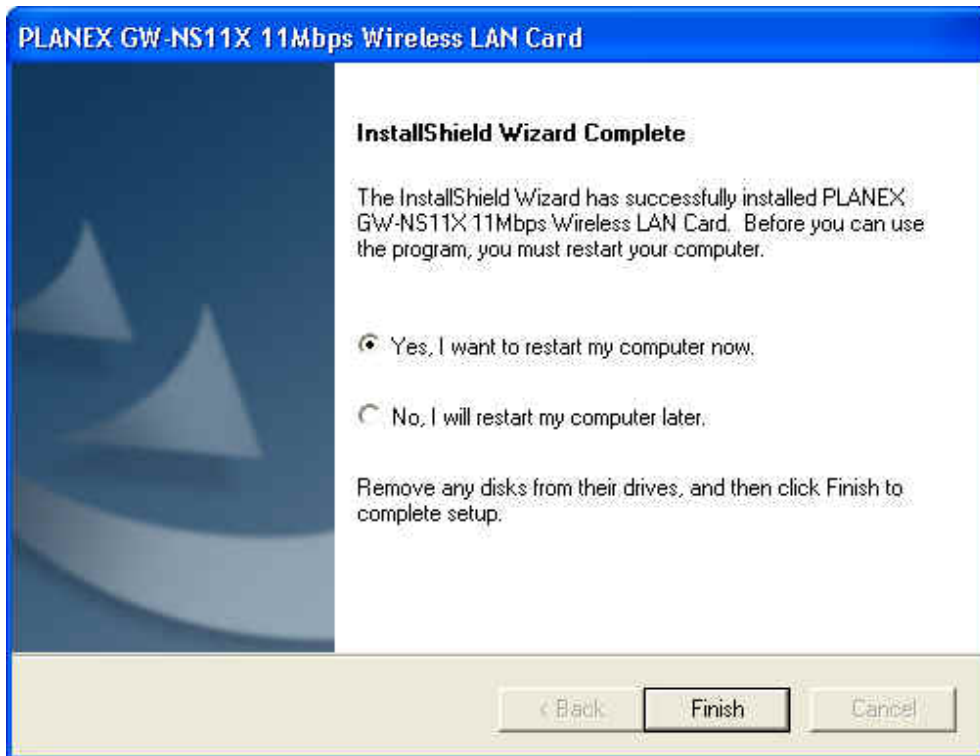 PLANEX GW-NS11X 11Mbps Wireless LAN Card
InstallShield Wizard Complete
The InstallShield Wizard has successfully installed PLANEX
GW-NS11X 11Mbps Wireless LAN Card.  Before you can use
the program, you must restart your computer.
Yes, I want to restart my computer now.
No, I will restart my computer later.
Remove any disks from their drives, and then click Finish to
complete setup.
< Back
Finish
Cancel